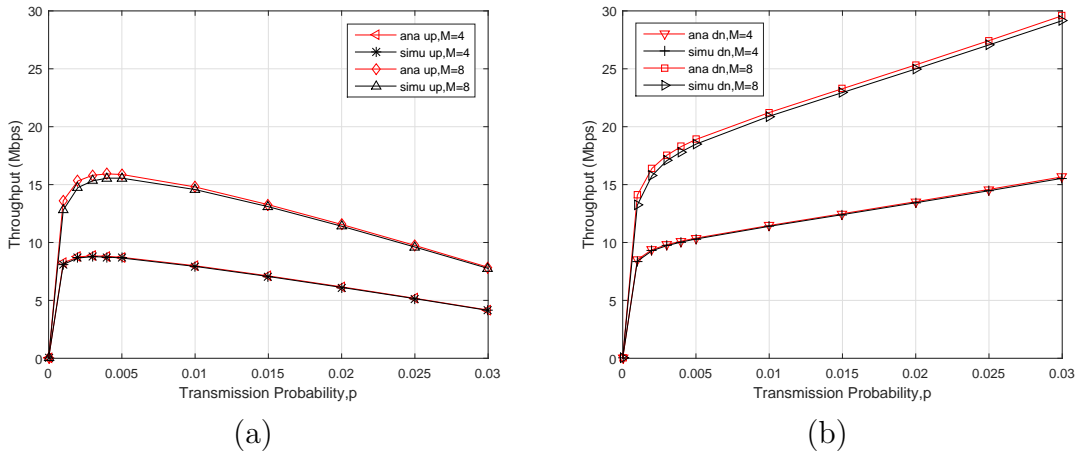 30
25
20
15
10
5
0
Throughput (Mbps)
ana up,M=4
simu up,M=4
ana up,M=8
simu up,M=8
0 0.005 0.01 0.015 0.02 0.025 0.03
Transmission Probability,p
(a)
30
25
20
15
10
5
0
Throughput (Mbps)
ana dn,M=4
simu dn,M=4
ana dn,M=8
simu dn,M=8
0 0.005 0.01 0.015 0.02 0.025 0.03
Transmission Probability,p
(b)